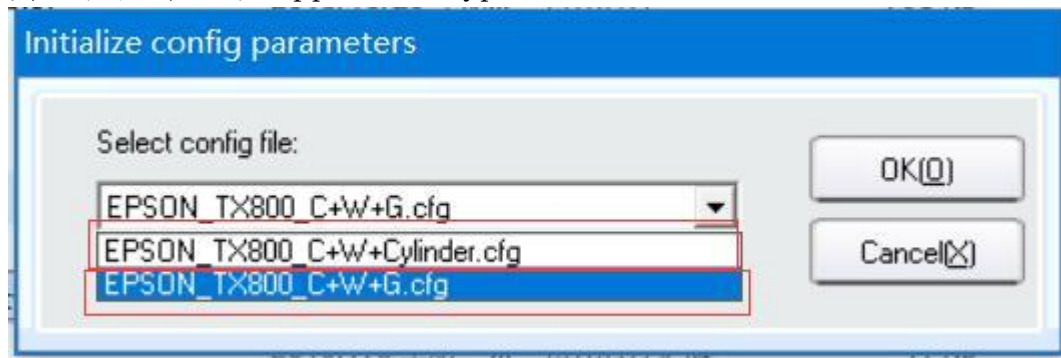 Initialize config parameters
Select config file:
EPSON_TX800_C+W+G.cfg
EPSON_TX800_C+W+Cylinder.cfg
EPSON_TX800_C+W+G.cfg
OK(O)
Cancel(X)